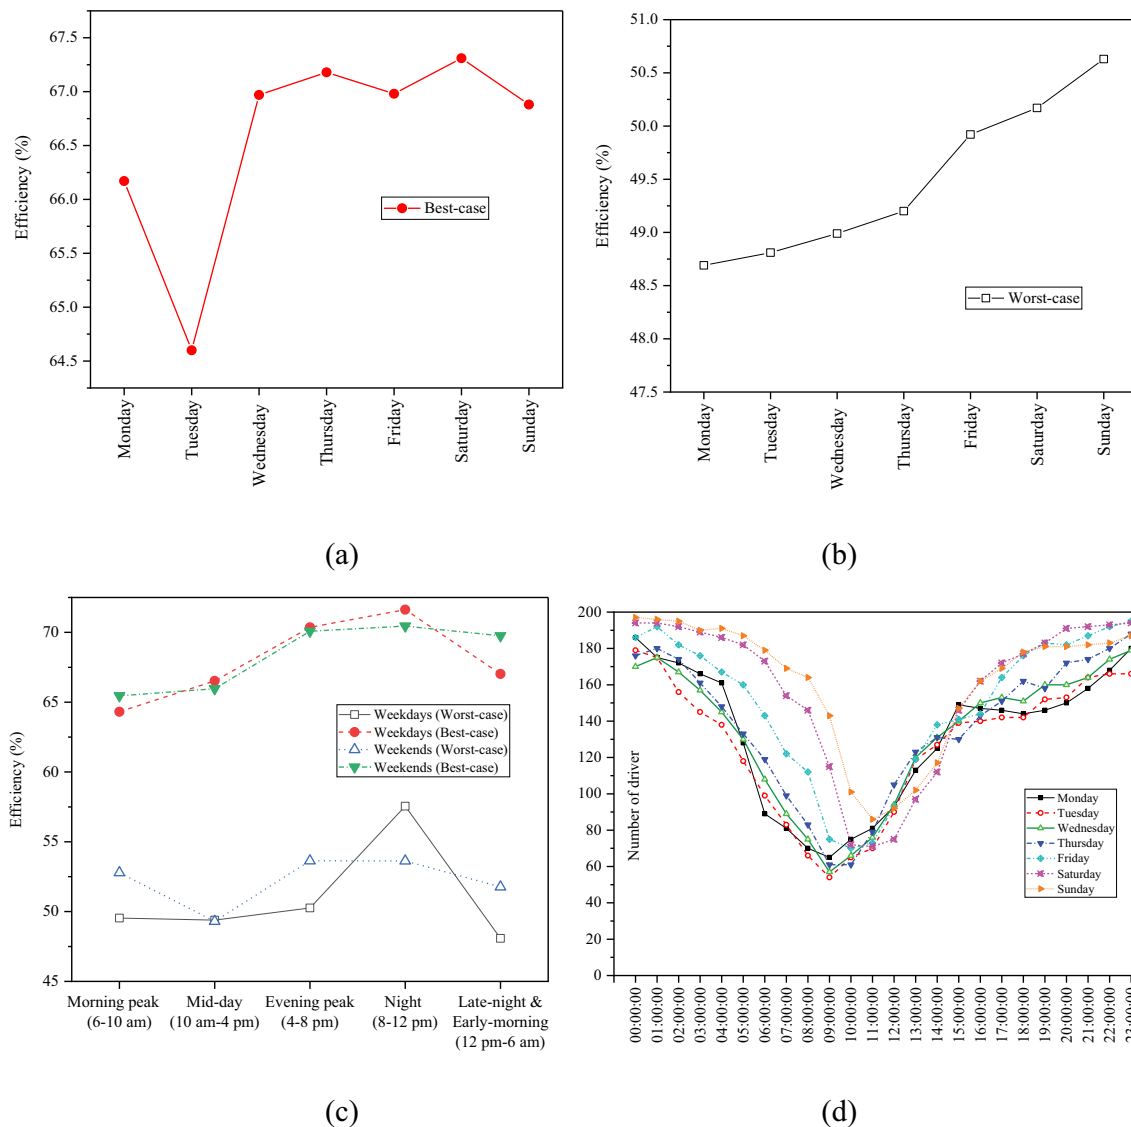 67.5
67.0
66.5
66.0
65.5
65.0
64.5
Efficiency (%)
Best-case
Monday
Tuesday
Wednesday
Thursday
Friday
Saturday
Sunday
(a)
51.0
50.5
50.0
49.5
49.0
48.5
48.0
47.5
Efficiency (%)
Worst-case
Monday
Tuesday
Wednesday
Thursday
Friday
Saturday
Sunday
(b)
70
65
60
55
50
45
Efficiency (%)
Weekdays (Worst-case)
Weekdays (Best-case)
Weekends (Worst-case)
Weekends (Best-case)
Morning peak
(6-10 am)
Mid-day
(10 am-4 pm)
Evening peak
(4-8 pm)
Night
(8-12 pm)
Late-night &
Early-morning
(12 pm-6 am)
(c)
200
180
160
140
120
100
80
60
40
20
0
Number of driver
Monday
Tuesday
Wednesday
Thursday
Friday
Saturday
Sunday
00:00:00
01:00:00
02:00:00
03:00:00
04:00:00
05:00:00
06:00:00
07:00:00
08:00:00
09:00:00
10:00:00
11:00:00
12:00:00
13:00:00
14:00:00
15:00:00
16:00:00
17:00:00
18:00:00
19:00:00
20:00:00
21:00:00
22:00:00
23:00:00
(d)